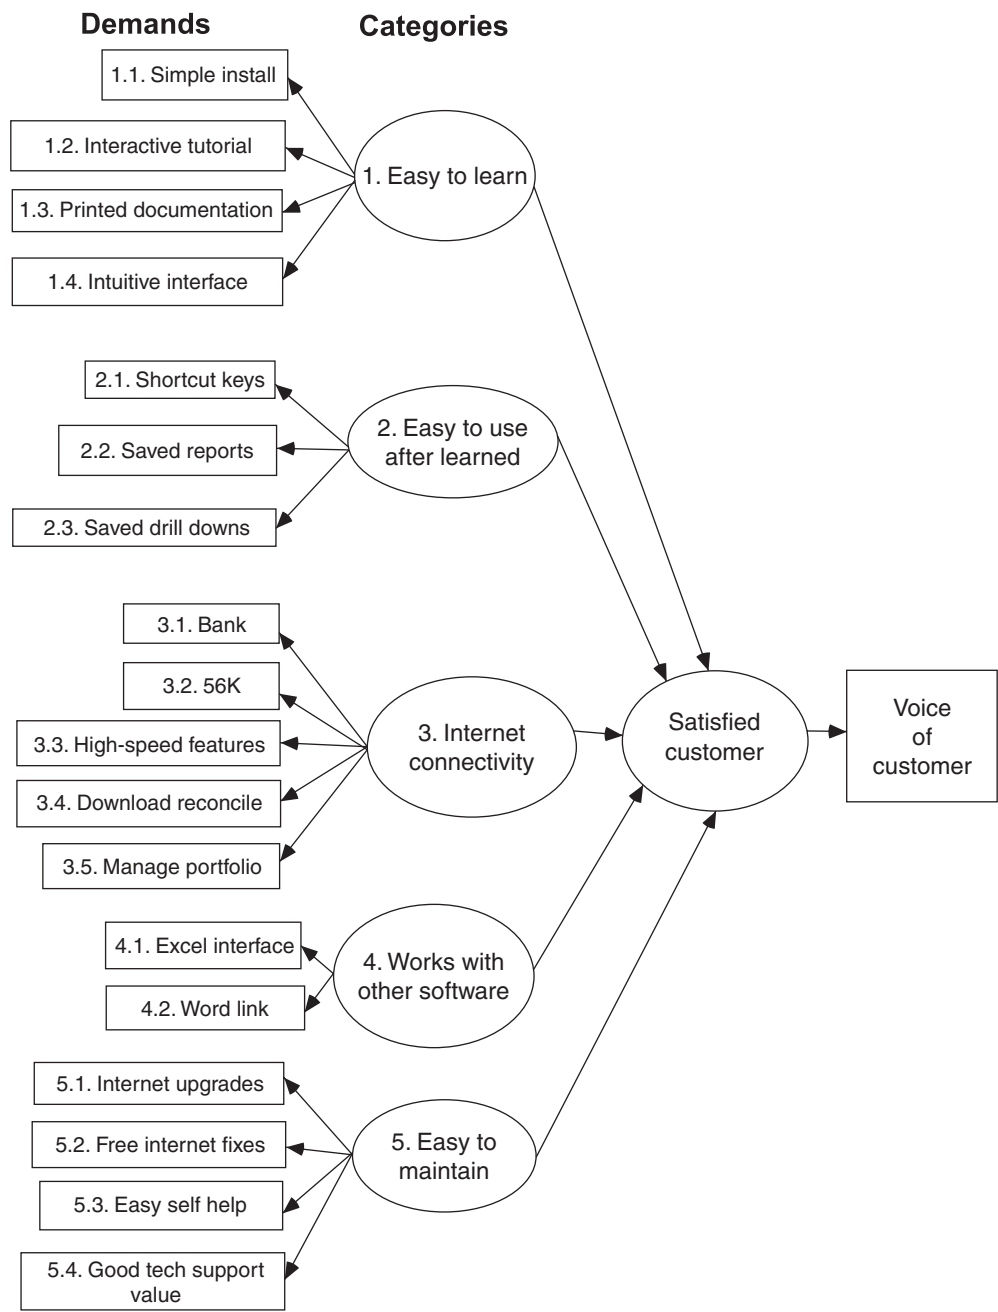 Demands
Categories
1.1. Simple install
1.2. Interactive tutorial
1.3. Printed documentation
1.4. Intuitive interface
1. Easy to learn
2.1. Shortcut keys
2.2. Saved reports
2.3. Saved drill downs
2. Easy to use
after learned
3.1. Bank
3.2. 56K
3.3. High-speed features
3.4. Download reconcile
3.5. Manage portfolio
3. Internet
connectivity
4.1. Excel interface
4.2. Word link
4. Works with
other software
5.1. Internet upgrades
5.2. Free internet fixes
5.3. Easy self help
5.4. Good tech support
value
5. Easy to
maintain
Satisfied
customer
Voice
of
customer